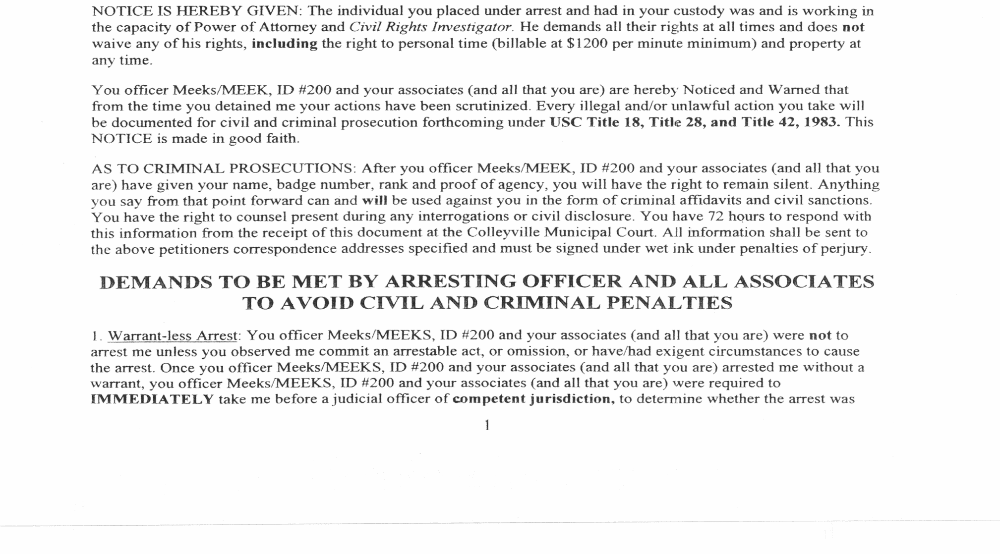 NOTICE IS HEREBY GIVEN: The individual you placed under arrest and had in your custody was and is working in
the capacity of Power of Attorney and Civil Rights Investigator. He demands all their rights at all times and does not
waive any of his rights, including the right to personal time (billable at $1200 per minute minimum) and property at
any time.
You officer Meeks/MEEK, ID #200 and your associates (and all that you are) are hereby Noticed and Warned that
from the time you detained me your actions have been scrutinized. Every illegal and/or unlawful action you take will
be documented for civil and criminal prosecution forthcoming under USC Title 18, Title 28, and Title 42, 1983. This
NOTICE is made in good faith.
AS TO CRIMINAL PROSECUTIONS: After you officer Meeks/MEEK, ID #200 and your associates (and all that you
are) have given your name, badge number, rank and proof of agency, you will have the right to remain silent. Anything
you say from that point forward can and will be used against you in the form of criminal affidavits and civil sanctions.
You have the right to counsel present during any interrogations or civil disclosure. You have 72 hours to respond with
this information from the receipt of this document at the Colleyville Municipal Court. All information shall be sent to
the above petitioners correspondence addresses specified and must be signed under wet ink under penalties of perjury.
DEMANDS TO BE MET BY ARRESTING OFFICER AND ALL ASSOCIATES
TO AVOID CIVIL AND CRIMINAL PENALTIES
1. Warrant-less Arrest: You officer Meeks/MEEKS, ID #200 and your associates (and all that you are) were not to
arrest me unless you observed me commit an arrestable act, or omission, or have/had exigent circumstances to cause
the arrest. Once you officer Meeks/MEEKS, ID #200 and your associates (and all that you are) arrested me without a
warrant, you officer Meeks/MEEKS, ID #200 and your associates (and all that you are) were required to
IMMEDIATELY take me before a judicial officer of competent jurisdiction, to determine whether the arrest was
1